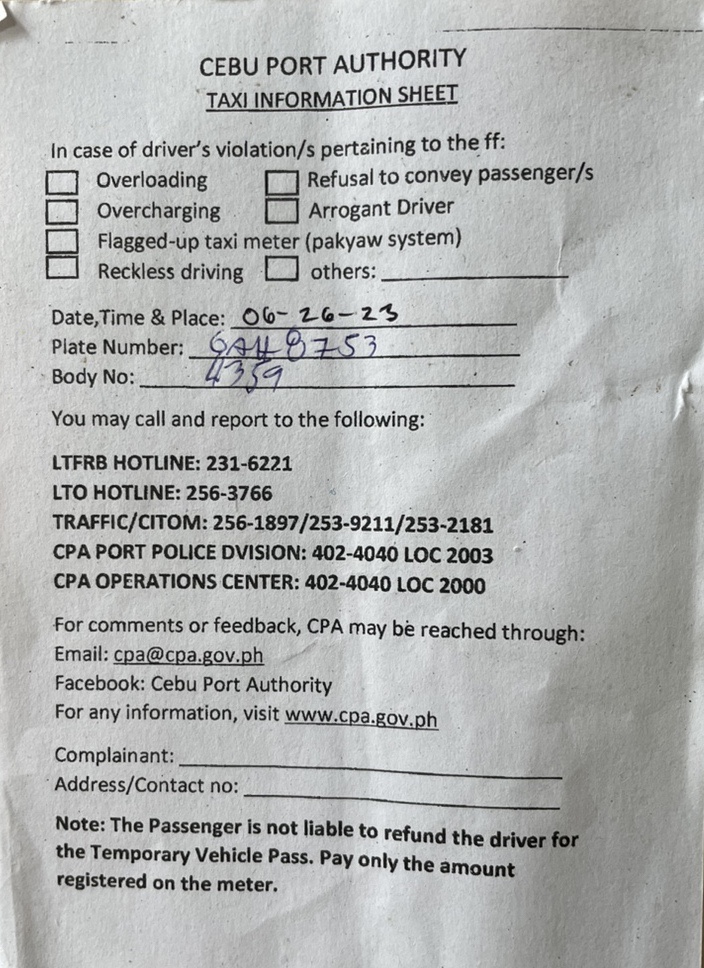 CEBU PORT AUTHORITY
TAXI INFORMATION SHEET
In case of driver's violation/s pertaining to the ff:
Overloading Refusal to convey passenger/s
Overcharging Arrogant Driver
Flagged-up taxi meter (pakyaw system)
Reckless driving others:
Date,Time & Place: 06-26-23
Plate Number: GAH 8753
Body No: 4359
You may call and report to the following:
LTFRB HOTLINE: 231-6221
LTO HOTLINE: 256-3766
TRAFFIC/CITOM: 256-1897/253-9211/253-2181
CPA PORT POLICE DVISION: 402-4040 LOC 2003
CPA OPERATIONS CENTER: 402-4040 LOC 2000
For comments or feedback, CPA may be reached through:
Email: cpa@cpa.gov.ph
Facebook: Cebu Port Authority
For any information, visit www.cpa.gov.ph
Complainant:
Address/Contact no:
Note: The Passenger is not liable to refund the driver for
the Temporary Vehicle Pass. Pay only the amount
registered on the meter.